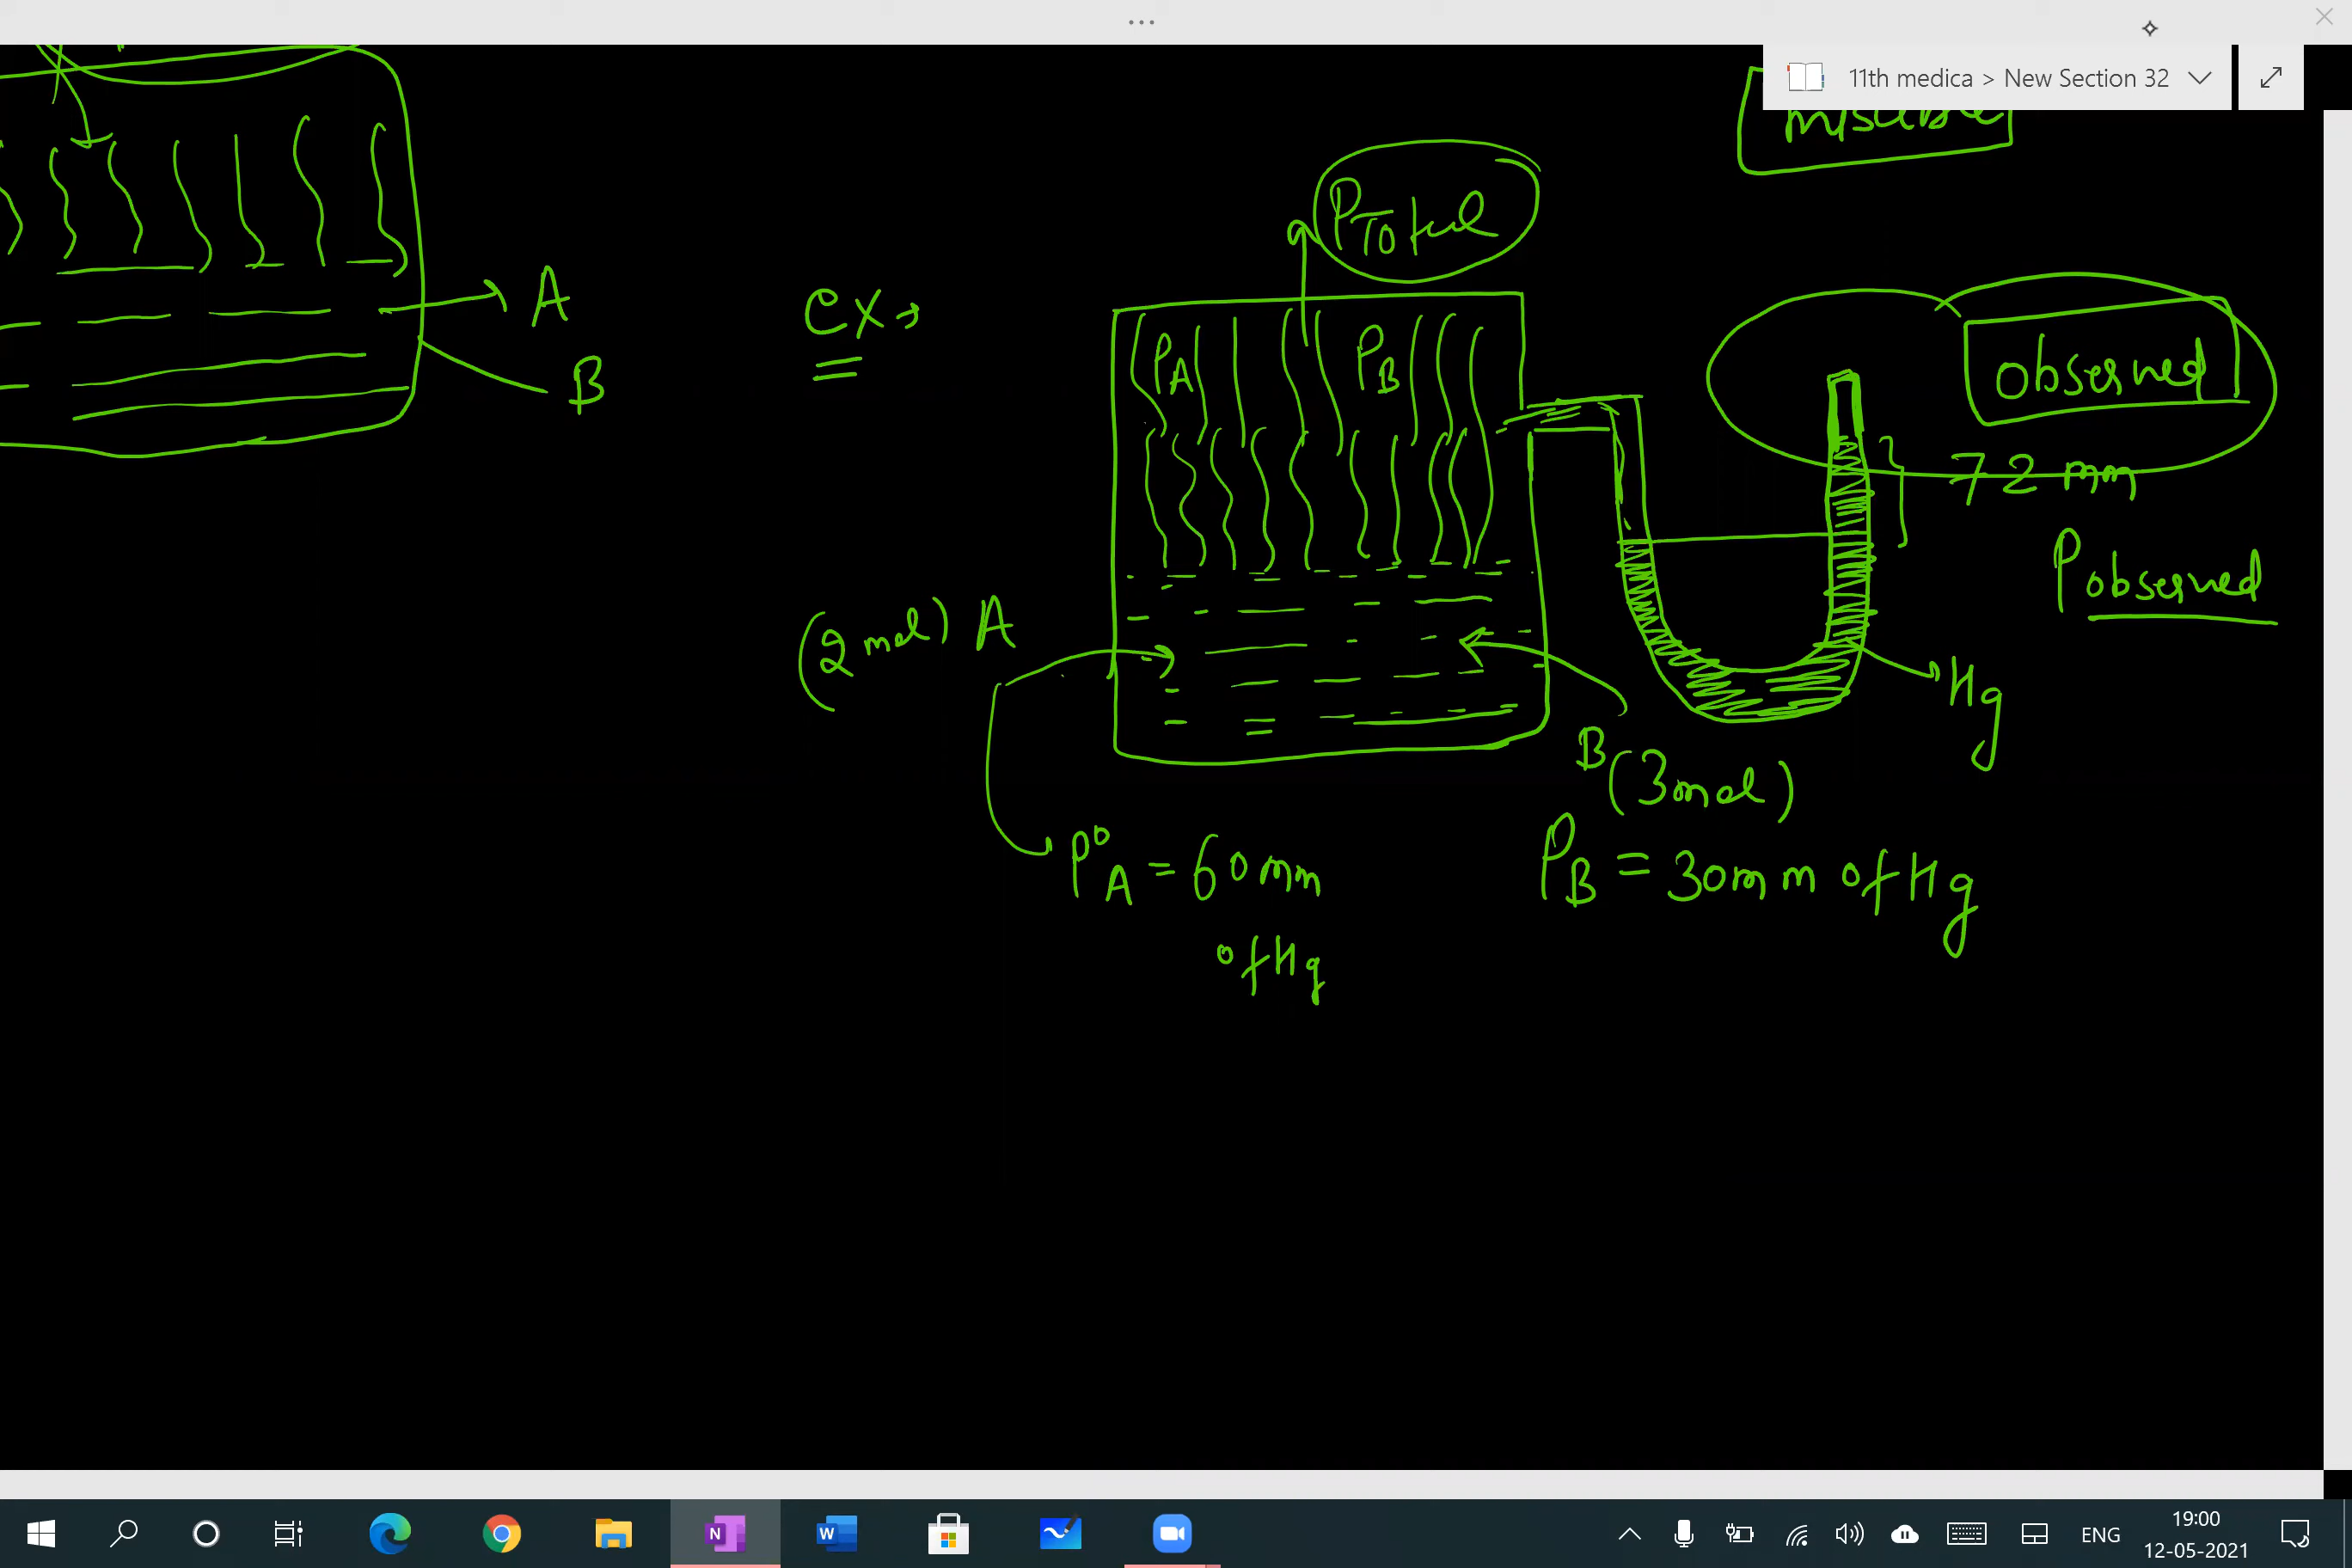 11th medica > New Section 32
miscible
PTotal
ex →
A
B
PA
PB
observed
72 mm
Pobserved
(2 mol) A
Hg
B
(3 mol)
P°A = 60 mm
of Hg
PB = 30 mm of Hg
ENG
19:00
12-05-2021